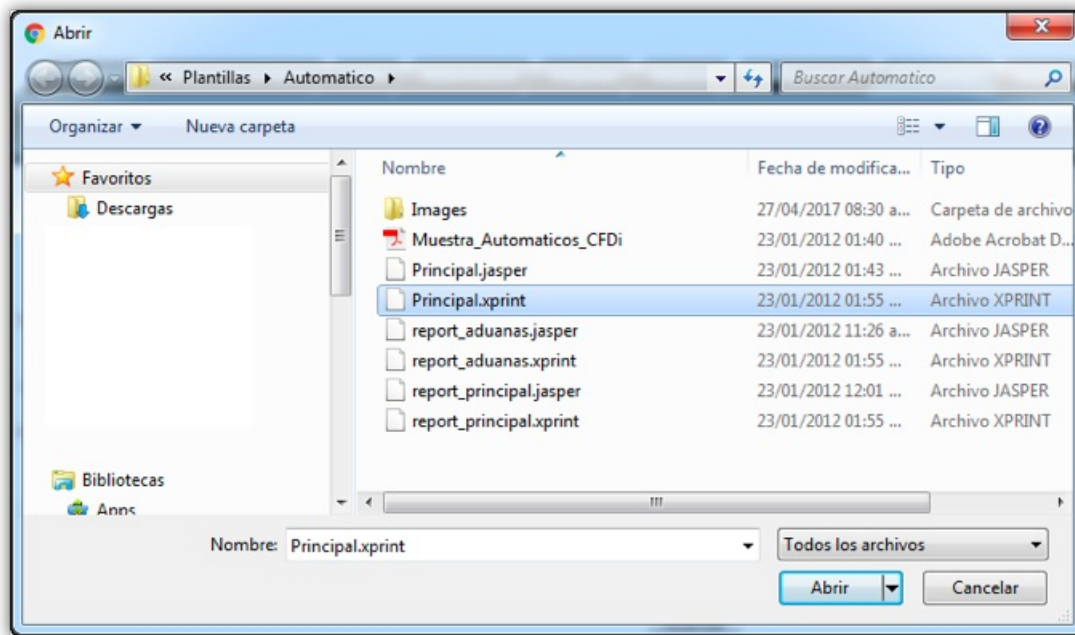 Abrir
« Plantillas ▸ Automatico ▸ Buscar Automatico
Organizar Nueva carpeta
Favoritos
Descargas
Bibliotecas
Apps
Nombre Fecha de modifica... Tipo
Images 27/04/2017 08:30 a... Carpeta de archivo
Muestra_Automaticos_CFDi 23/01/2012 01:40 ... Adobe Acrobat D...
Principal.jasper 23/01/2012 01:43 ... Archivo JASPER
Principal.xprint 23/01/2012 01:55 ... Archivo XPRINT
report_aduanas.jasper 23/01/2012 11:26 a... Archivo JASPER
report_aduanas.xprint 23/01/2012 01:55 ... Archivo XPRINT
report_principal.jasper 23/01/2012 12:01 ... Archivo JASPER
report_principal.xprint 23/01/2012 01:55 ... Archivo XPRINT
Nombre: Principal.xprint Todos los archivos
Abrir Cancelar